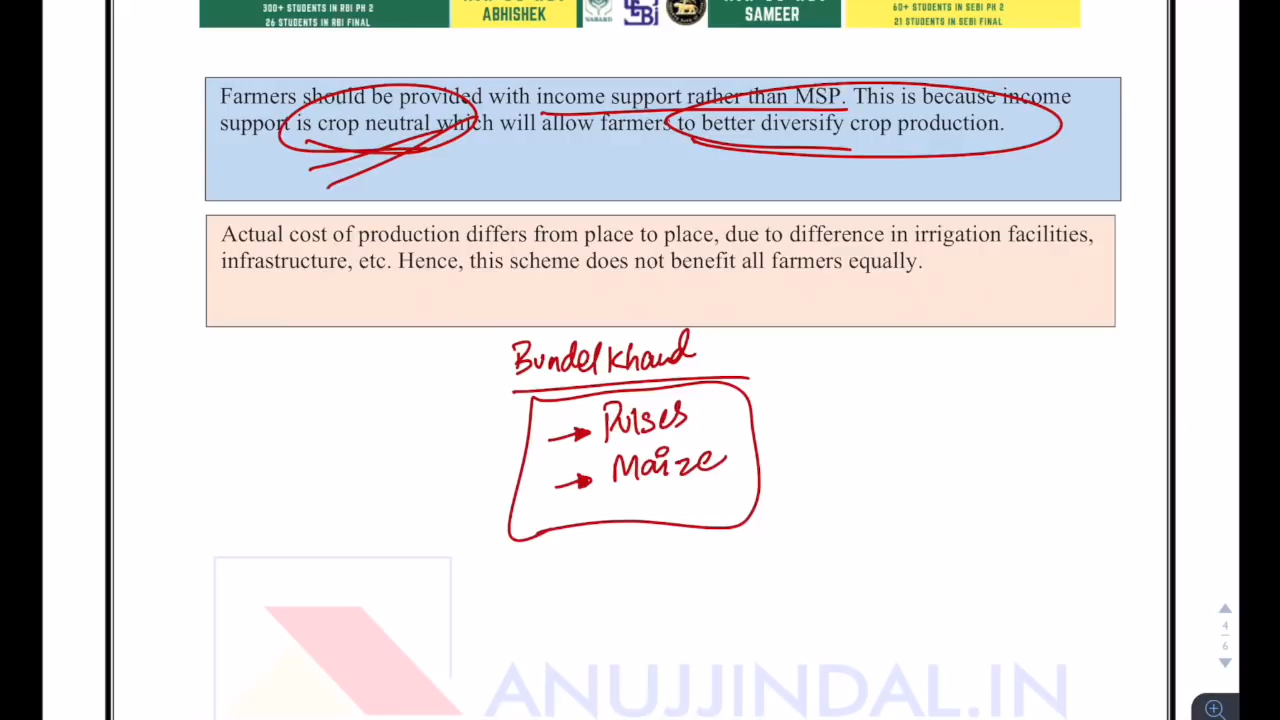 300+ STUDENTS IN RBI PH 2
26 STUDENTS IN RBI FINAL
ABHISHEK
NABARD
SEBI
SAMEER
60+ STUDENTS IN SEBI PH 2
21 STUDENTS IN SEBI FINAL
Farmers should be provided with income support rather than MSP. This is because income
support is crop neutral which will allow farmers to better diversify crop production.
Actual cost of production differs from place to place, due to difference in irrigation facilities,
infrastructure, etc. Hence, this scheme does not benefit all farmers equally.
Bundelkhand
→ Pulses
→ Maize
ANUJJINDAL.IN
4
6